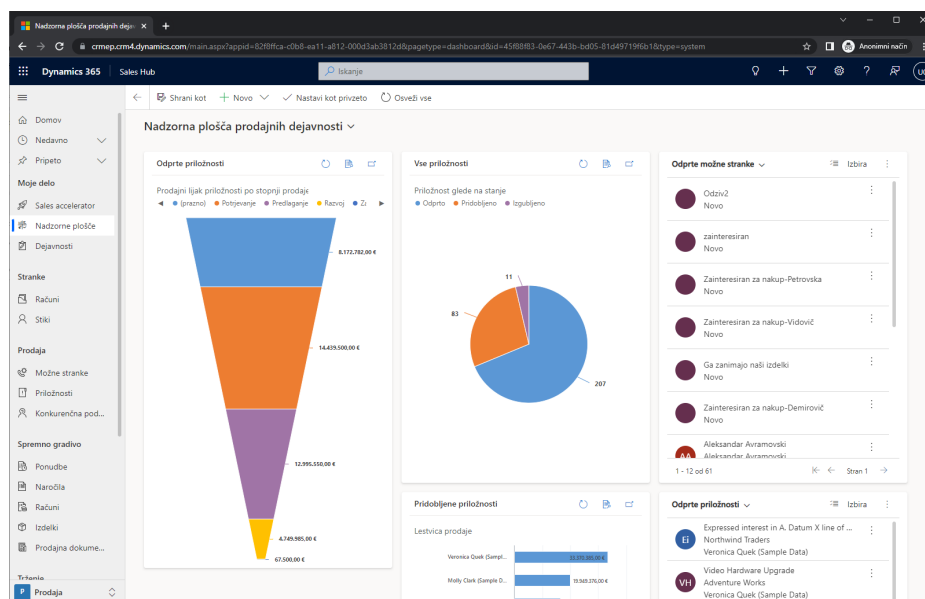 Nadzorna plošča prodajnih dejav
crmep.crm4.dynamics.com/main.aspx?appid=82f8ffca-c0b8-ea11-a812-000d3ab3812d&pagetype=dashboard&id=45f88f83-0e67-443b-bd05-81d49719f6b1&type=system
Anonimni način
Dynamics 365
Sales Hub
Iskanje
Shrani kot
Novo
Nastavi kot privzeto
Osveži vse
Domov
Nedavno
Pripeto
Moje delo
Sales accelerator
Nadzorne plošče
Dejavnosti
Stranke
Računi
Stiki
Prodaja
Možne stranke
Priložnosti
Konkurenčna pod...
Spremno gradivo
Ponudbe
Naročila
Računi
Izdelki
Prodajna dokume...
Trženje
P Prodaja
Nadzorna plošča prodajnih dejavnosti
Odprte priložnosti
Prodajni lijak priložnosti po stopnji prodaje
(prazno) Potrjevanje Predlaganje Razvoj
8.172.782,00 €
14.439.500,00 €
12.995.550,00 €
4.749.985,00 €
67.500,00 €
Vse priložnosti
Priložnost glede na stanje
Odprto Pridobljeno Izgubljeno
11
83
207
Pridobljene priložnosti
Lestvica prodaje
Veronica Quek (Sampl...
Molly Clark (Sample D...
19.969.376,00 €
Odprte možne stranke
Izbira
Odziv2
Novo
zainteresiran
Novo
Zainteresiran za nakup-Petrovska
Novo
Zainteresiran za nakup-Vidovič
Novo
Ga zanimajo naši izdelki
Novo
Zainteresiran za nakup-Demirovič
Novo
AA
Aleksandar Avramovski
Aleksandar Avramovski
1 - 12 od 61
Stran 1
Odprte priložnosti
Izbira
Ei
Expressed interest in A. Datum X line of ...
Northwind Traders
Veronica Quek (Sample Data)
VH
Video Hardware Upgrade
Adventure Works
Veronica Quek (Sample Data)